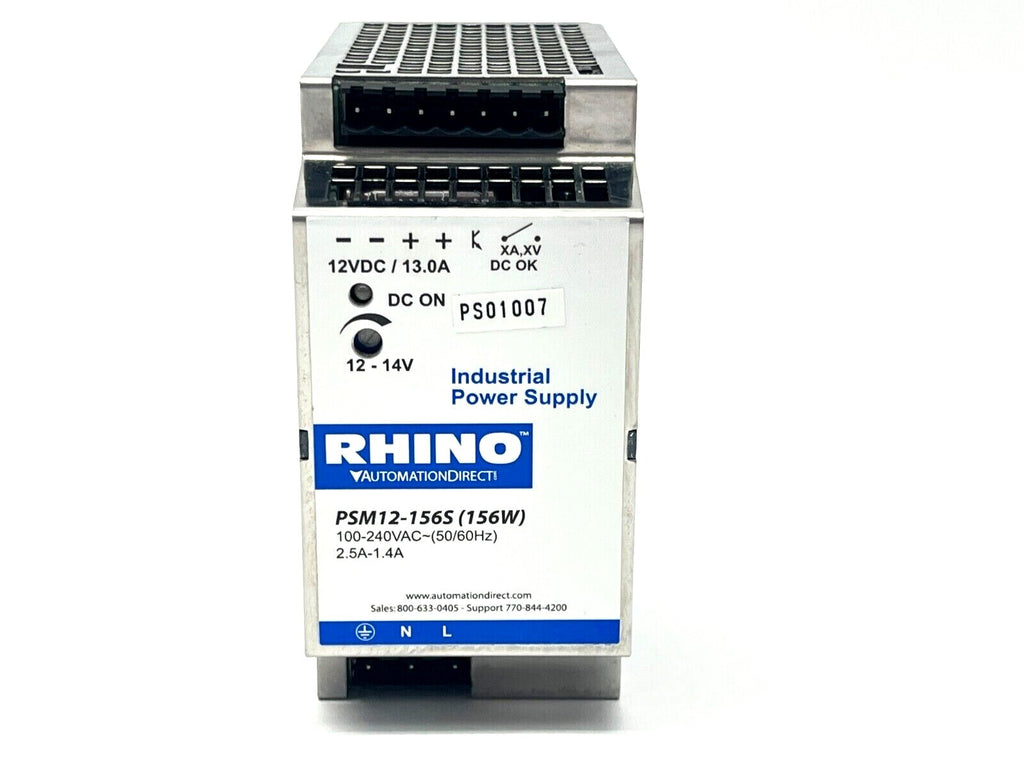 − − + +
XA,XV
12VDC / 13.0A DC OK
DC ON PS01007
12 - 14V
Industrial
Power Supply
RHINO™
AUTOMATIONDIRECT
PSM12-156S (156W)
100-240VAC~(50/60Hz)
2.5A-1.4A
www.automationdirect.com
Sales: 800-633-0405 - Support 770-844-4200
N L